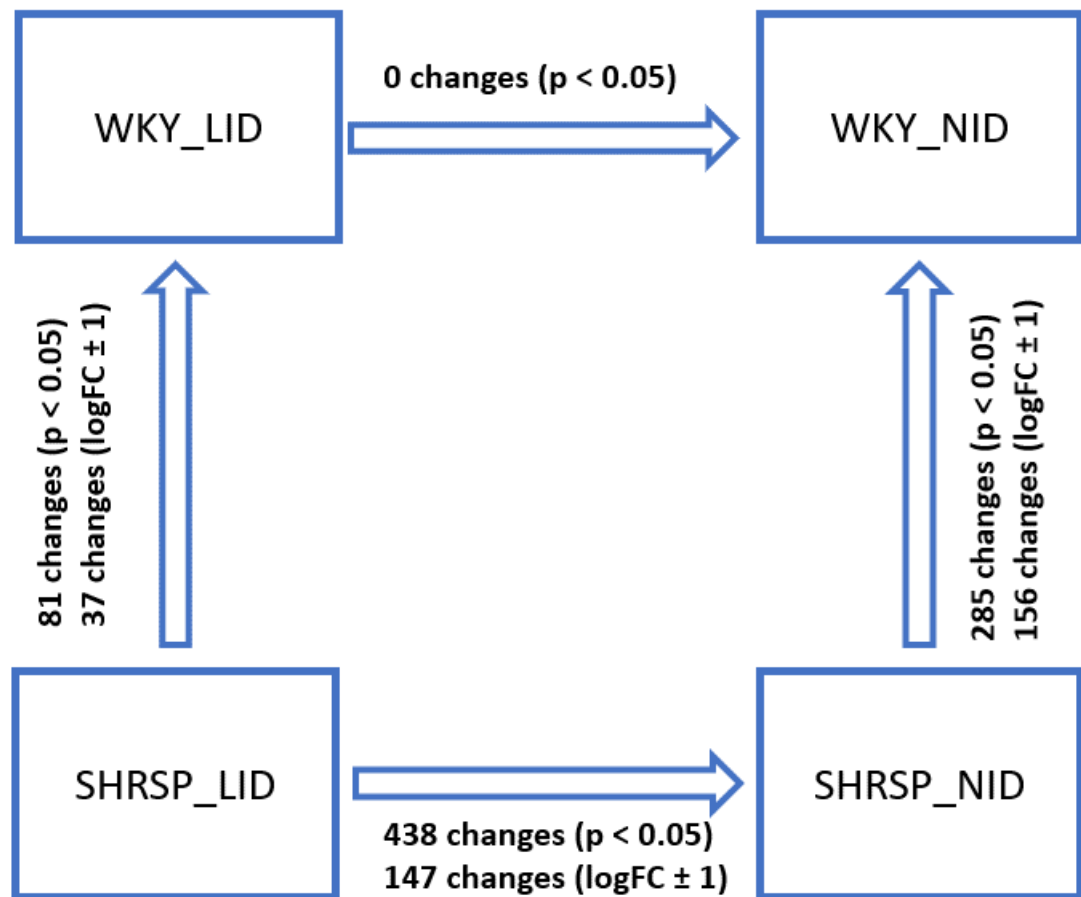 WKY_LID
0 changes (p < 0.05)
WKY_NID
81 changes (p < 0.05)
37 changes (logFC ± 1)
285 changes (p < 0.05)
156 changes (logFC ± 1)
SHRSP_LID
438 changes (p < 0.05)
147 changes (logFC ± 1)
SHRSP_NID